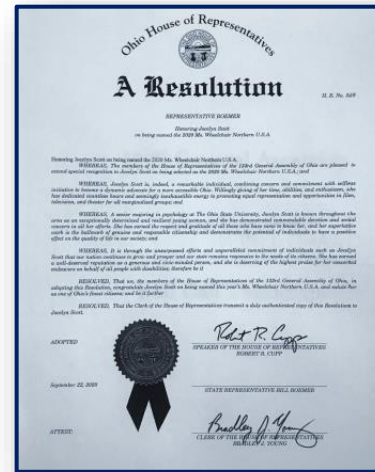 Ohio House of Representatives
A Resolution
REPRESENTATIVE ROEMER
Honoring Jocelyn Scott
on being named the 2020 Ms. Wheelchair Northern U.S.A.
Honoring Jocelyn Scott on being named the 2020 Ms. Wheelchair Northern U.S.A.
WHEREAS, The members of the House of Representatives of the 133rd General Assembly of Ohio are pleased to
extend special recognition to Jocelyn Scott on being selected as the 2020 Ms. Wheelchair Northern U.S.A.; and
WHEREAS, Jocelyn Scott is, indeed, a remarkable individual, combining concern and commitment with selfless
initiative to become a dynamic advocate for a more accessible Ohio. Willingly giving of her time, abilities, and enthusiasm, she
has dedicated countless hours and seemingly inexhaustible energy to promoting equal representation and opportunities in film,
television, and theater for all marginalized groups; and
WHEREAS, A senior majoring in psychology at The Ohio State University, Jocelyn Scott is known throughout the
area as an exceptionally determined and resilient young woman, and she has demonstrated commendable devotion and social
concern in all her efforts. She has earned the respect and gratitude of all those who have come to know her, and her superlative
work is the hallmark of genuine and responsible citizenship and demonstrates the potential of individuals to have a positive
effect on the quality of life in our society; and
WHEREAS, It is through the unsurpassed efforts and unparalleled commitment of individuals such as Jocelyn
Scott that our nation continues to grow and prosper and our state remains responsive to the needs of its citizens. She has earned
a well-deserved reputation as a generous and civic-minded person, and she is deserving of the highest praise for her concerted
endeavors on behalf of all people with disabilities; therefore be it
RESOLVED, That we, the members of the House of Representatives of the 133rd General Assembly of Ohio, in
adopting this Resolution, congratulate Jocelyn Scott on being named this year's Ms. Wheelchair Northern U.S.A. and salute her
as one of Ohio's finest citizens; and be it further
RESOLVED, That the Clerk of the House of Representatives transmit a duly authenticated copy of this Resolution to
Jocelyn Scott.
ADOPTED
Robert R. Cupp
SPEAKER OF THE HOUSE OF REPRESENTATIVES
ROBERT R. CUPP
September 22, 2020
STATE REPRESENTATIVE BILL ROEMER
ATTEST:
Bradley J. Young
CLERK OF THE HOUSE OF REPRESENTATIVES
BRADLEY J. YOUNG